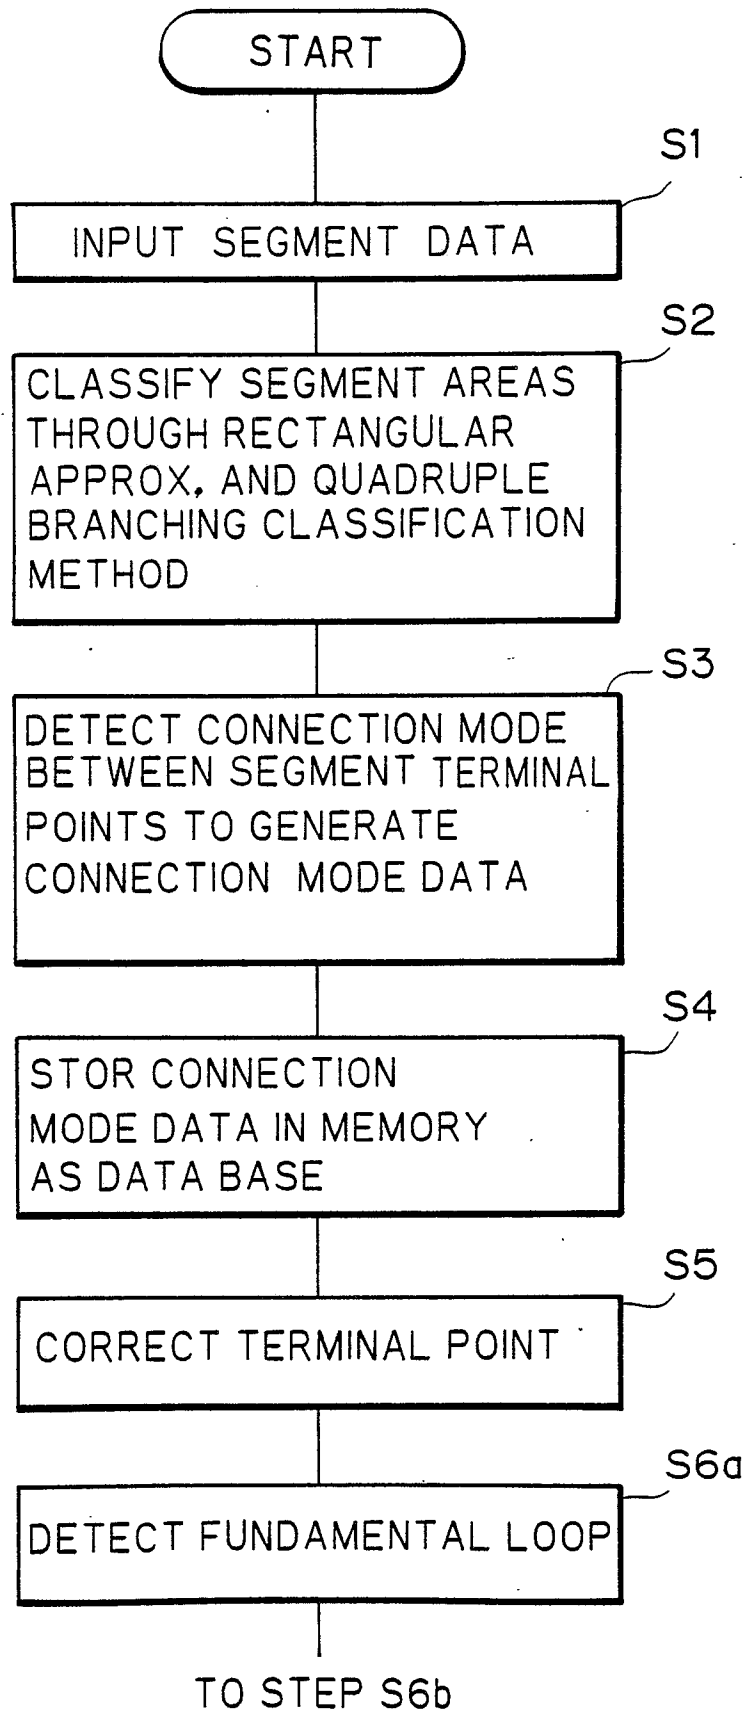 START
S1
INPUT SEGMENT DATA
S2
CLASSIFY SEGMENT AREAS
THROUGH RECTANGULAR
APPROX. AND QUADRUPLE
BRANCHING CLASSIFICATION
METHOD
S3
DETECT CONNECTION MODE
BETWEEN SEGMENT TERMINAL
POINTS TO GENERATE
CONNECTION MODE DATA
S4
STOR CONNECTION
MODE DATA IN MEMORY
AS DATA BASE
S5
CORRECT TERMINAL POINT
S6a
DETECT FUNDAMENTAL LOOP
TO STEP S6b